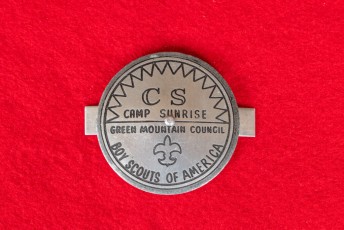 CS
CAMP SUNRISE
GREEN MOUNTAIN COUNCIL
BOY SCOUTS OF AMERICA